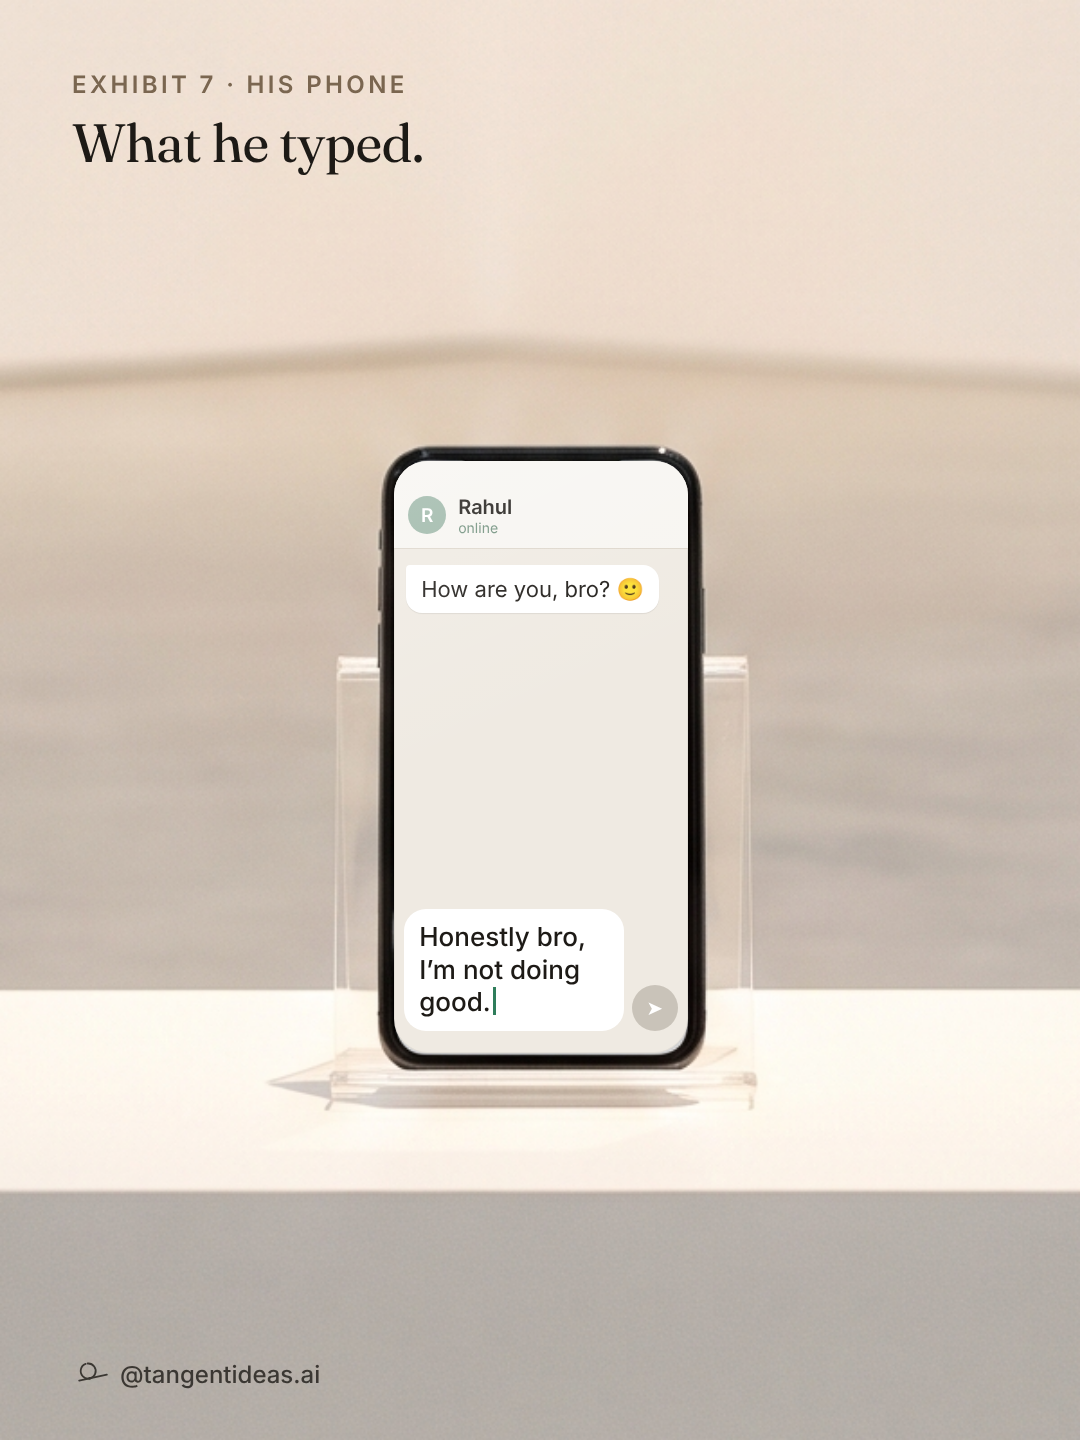 EXHIBIT 7 · HIS PHONE
What he typed.
R
Rahul
online
How are you, bro? 🙂
Honestly bro,
I’m not doing
good.
@tangentideas.ai